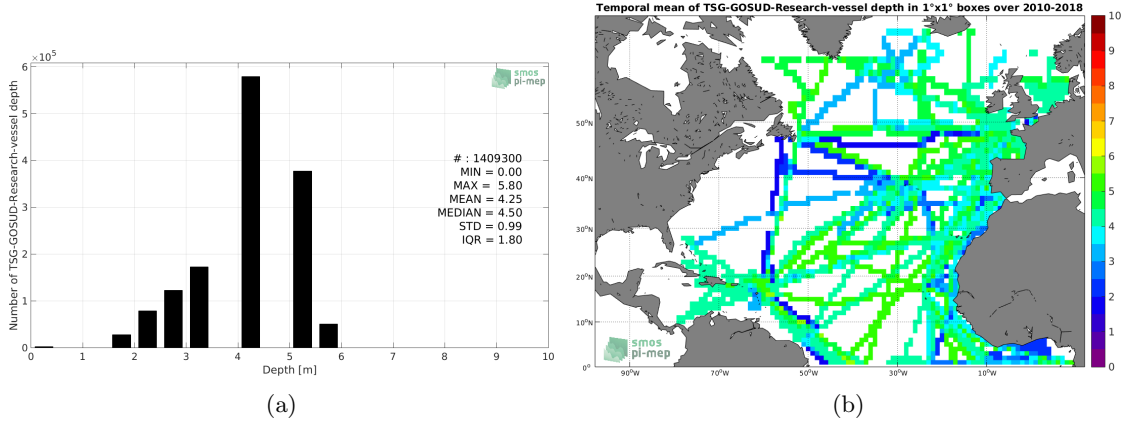 ×10⁵
6
5
4
3
2
1
0
Number of TSG-GOSUD-Research-vessel depth
smos
pi-mep
# : 1409300
MIN = 0.00
MAX = 5.80
MEAN = 4.25
MEDIAN = 4.50
STD = 0.99
IQR = 1.80
0 1 2 3 4 5 6 7 8 9 10
Depth [m]
(a)
Temporal mean of TSG-GOSUD-Research-vessel depth in 1°x1° boxes over 2010-2018
50°N
40°N
30°N
20°N
10°N
0°
90°W 70°W 50°W 30°W 10°W
smos
pi-mep
10
9
8
7
6
5
4
3
2
1
0
(b)